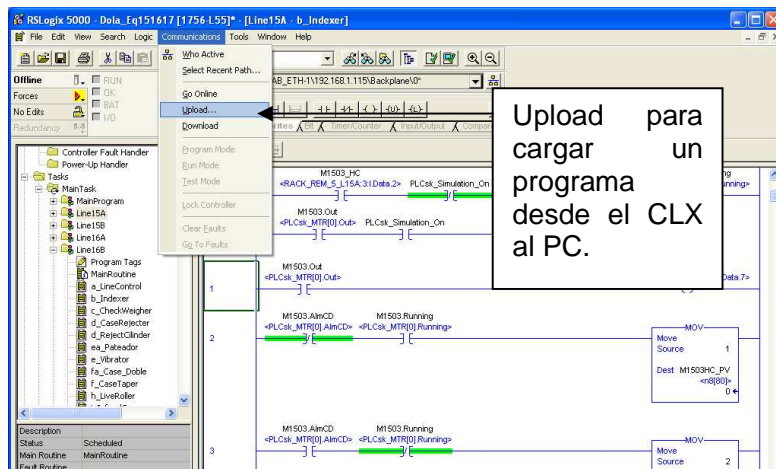 RSLogix 5000 - Dola_Eq151617 [1756-L55]* - [Line15A - b_Indexer]
File Edit View Search Logic Communications Tools Window Help
Who Active
Select Recent Path...
Go Online
Upload...
Download
Program Mode
Run Mode
Test Mode
Lock Controller
Clear Faults
Go To Faults
Offline
RUN
Forces
OK
No Edits
BAT
Redundancy
I/O
AB_ETH-1\192.168.1.115\Backplane\0*
Bit
Timer/Counter
Input/Output
Upload para
cargar un
programa
desde el CLX
al PC.
Controller Fault Handler
Power-Up Handler
Tasks
MainTask
MainProgram
Line15A
Line15B
Line16A
Line16B
Program Tags
MainRoutine
a_LineControl
b_Indexer
c_CheckWeigher
d_CaseRejecter
d_RejectCilinder
ea_Pateador
e_Vibrator
fa_Case_Doble
f_CaseTaper
h_LiveRoller
Description
Status Scheduled
Main Routine MainRoutine
Fault Routine
M1503_HC
<RACK_REM_5_L15A:3:I.Data.2> PLCsk_Simulation_On
M1503.Out
<PLCsk_MTR[0].Out> PLCsk_Simulation_On
1
M1503.Out
<PLCsk_MTR[0].Out>
Data.7>
2
M1503.AlmCD M1503.Running
<PLCsk_MTR[0].AlmCD> <PLCsk_MTR[0].Running>
MOV
Move
Source 1
Dest M1503HC_PV
<n8[80]>
0
3
M1503.AlmCD M1503.Running
<PLCsk_MTR[0].AlmCD> <PLCsk_MTR[0].Running>
MOV
Move
Source 2